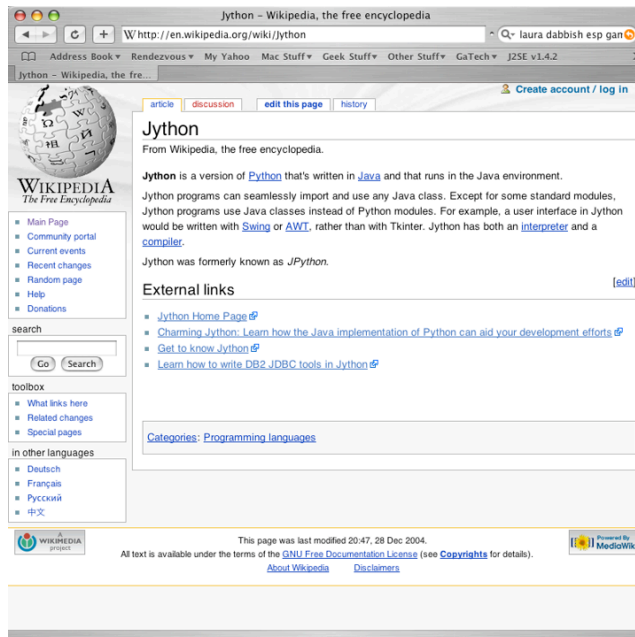 Jython – Wikipedia, the free encyclopedia
http://en.wikipedia.org/wiki/Jython
laura dabbish esp gam
Address Book Rendezvous My Yahoo Mac Stuff Geek Stuff Other Stuff GaTech J2SE v1.4.2
Jython – Wikipedia, the fre...
Create account / log in
article discussion edit this page history
WIKIPEDIA
The Free Encyclopedia
Main Page
Community portal
Current events
Recent changes
Random page
Help
Donations
search
Go Search
toolbox
What links here
Related changes
Special pages
in other languages
Deutsch
Français
Русский
中文
Jython
From Wikipedia, the free encyclopedia.
Jython is a version of Python that's written in Java and that runs in the Java environment.
Jython programs can seamlessly import and use any Java class. Except for some standard modules,
Jython programs use Java classes instead of Python modules. For example, a user interface in Jython
would be written with Swing or AWT, rather than with Tkinter. Jython has both an interpreter and a
compiler.
Jython was formerly known as JPython.
[edit]
External links
Jython Home Page
Charming Jython: Learn how the Java implementation of Python can aid your development efforts
Get to know Jython
Learn how to write DB2 JDBC tools in Jython
Categories: Programming languages
A
WIKIMEDIA
project
This page was last modified 20:47, 28 Dec 2004.
All text is available under the terms of the GNU Free Documentation License (see Copyrights for details).
About Wikipedia Disclaimers
Powered By
MediaWik